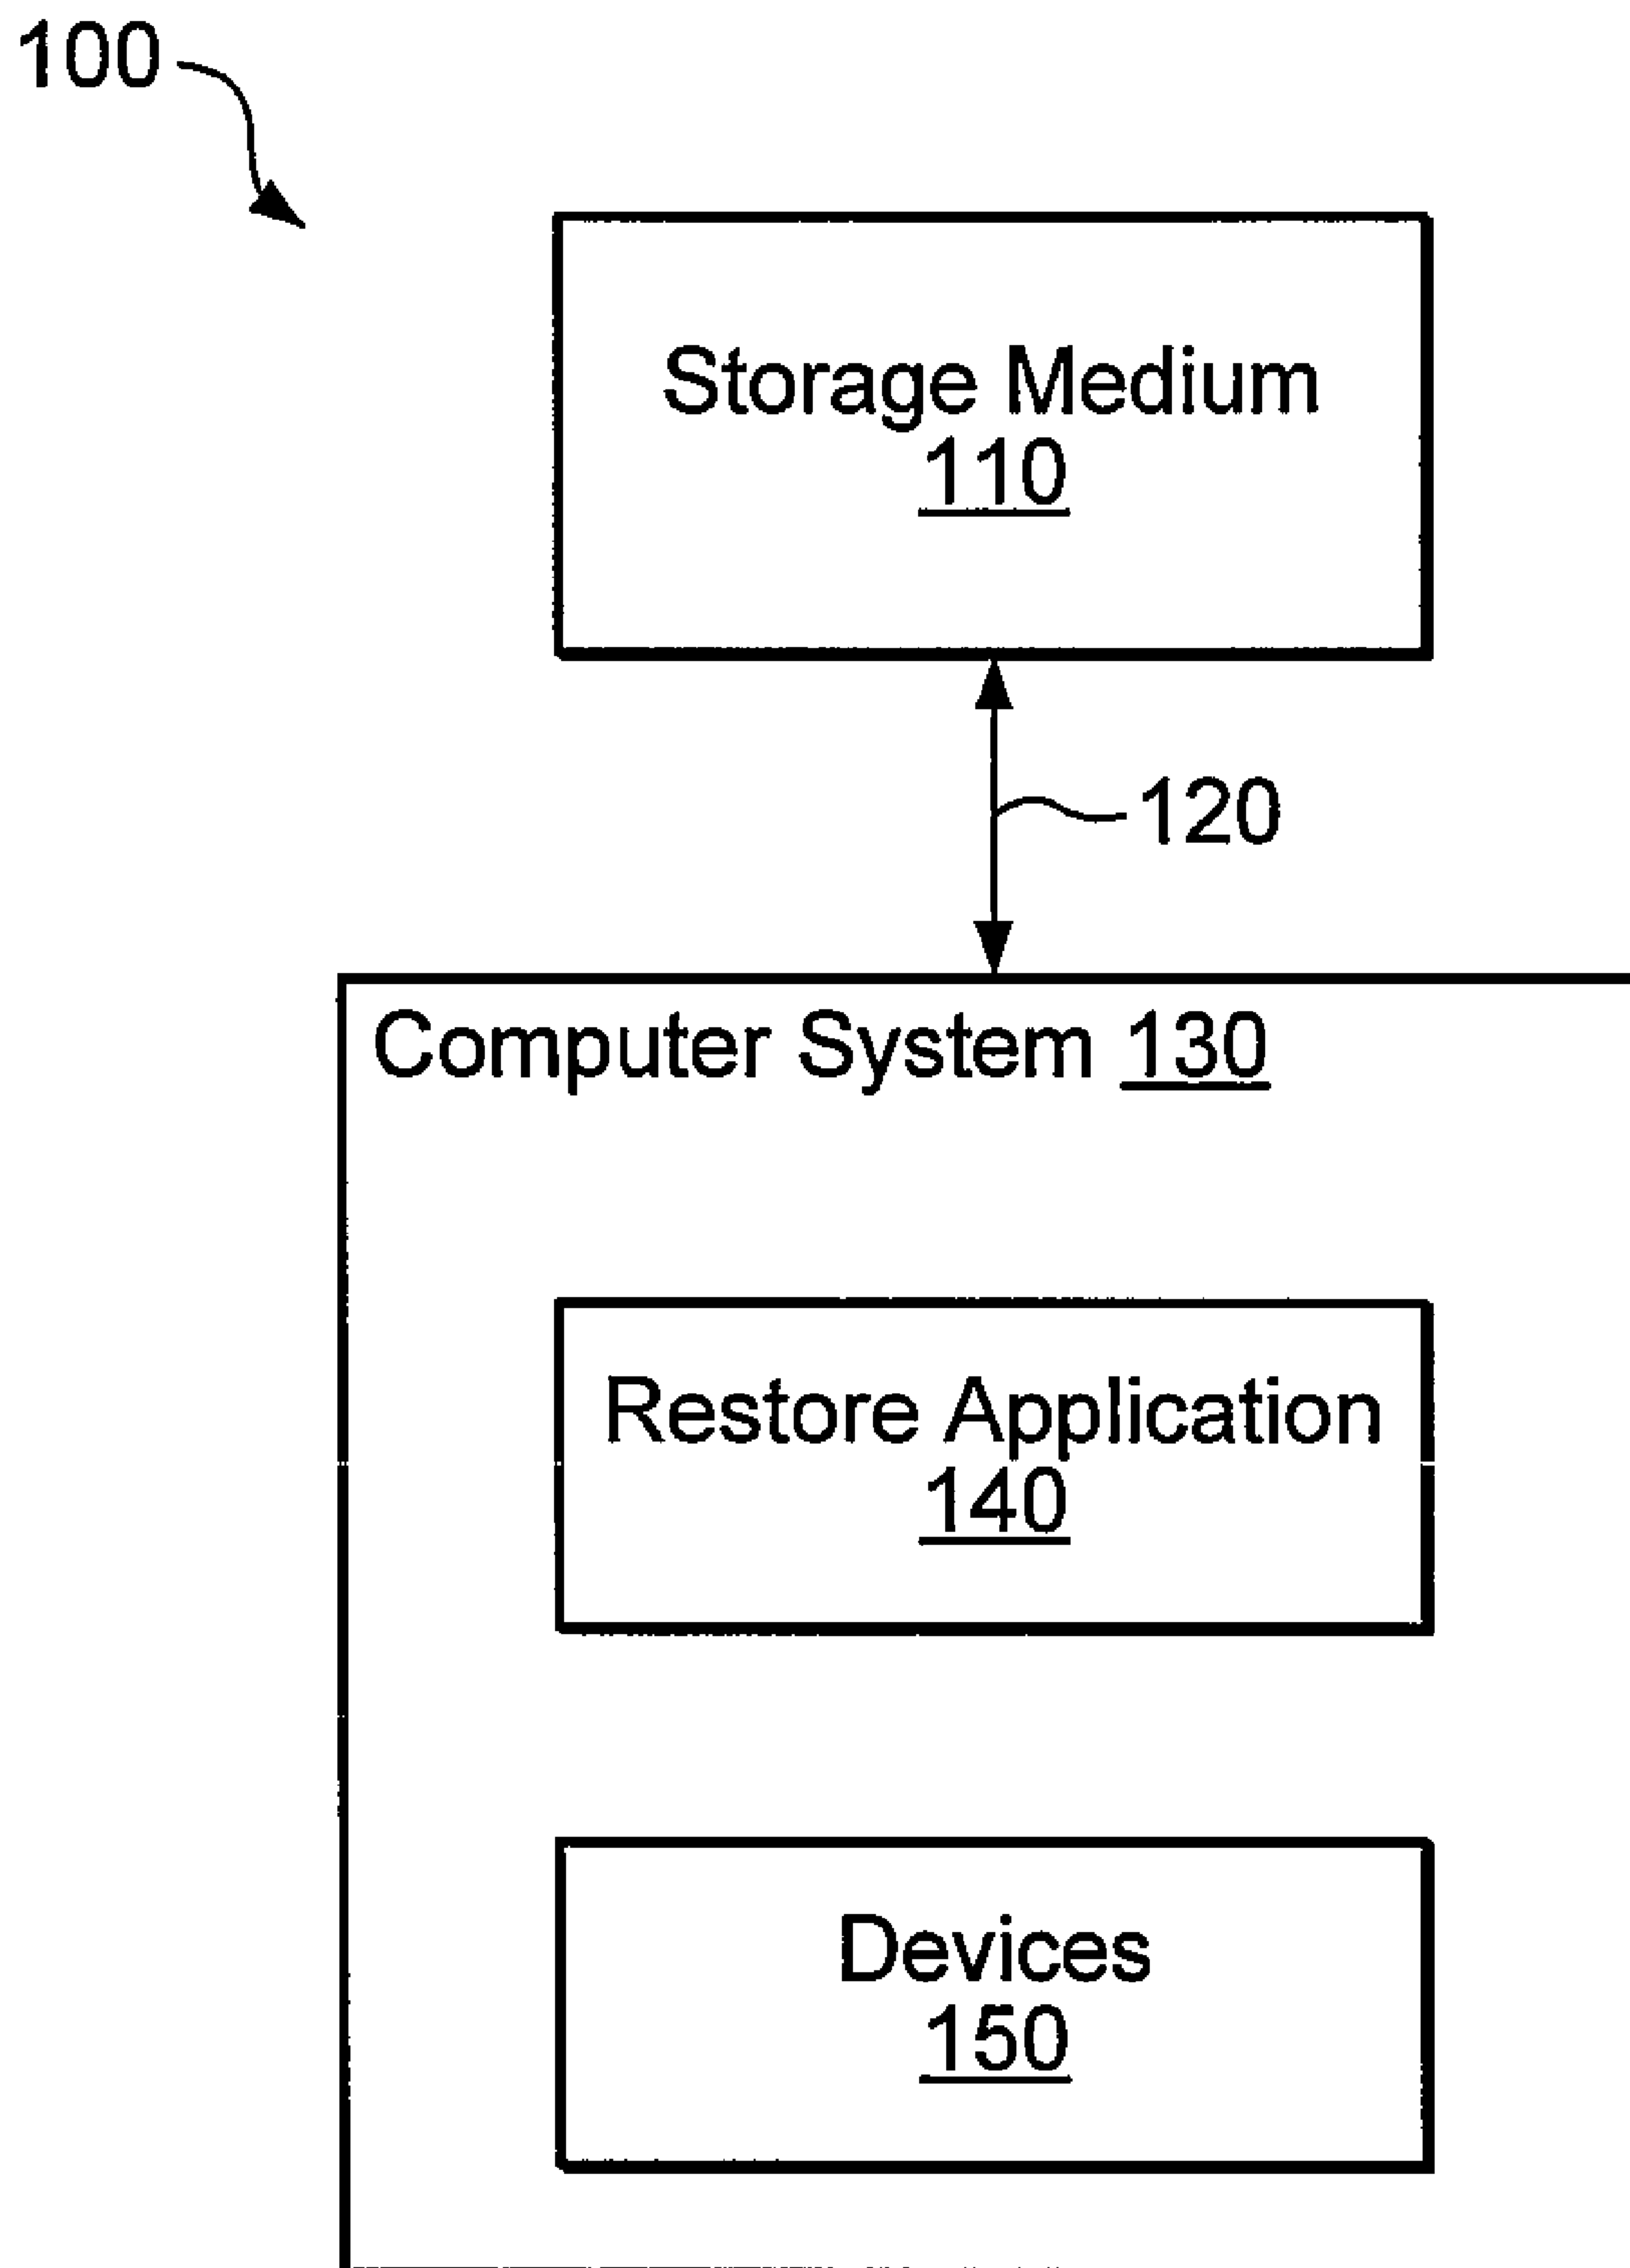 100
Storage Medium
110
120
Computer System 130
Restore Application
140
Devices
150